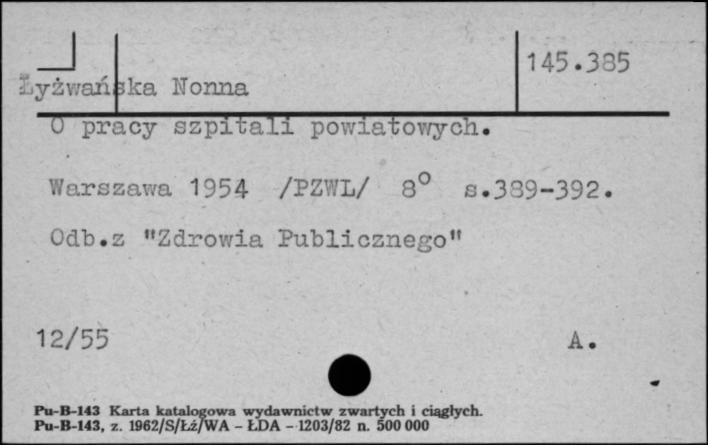 145.385
Łyżwańska Nonna
O pracy szpitali powiatowych.
Warszawa 1954 /PZWL/ 8° s.389-392.
Odb.z "Zdrowia Publicznego"
12/55 A.
Pu-B-143 Karta katalogowa wydawnictw zwartych i ciągłych.
Pu-B-143, z. 1962/S/Łź/WA - ŁDA - 1203/82 n. 500 000